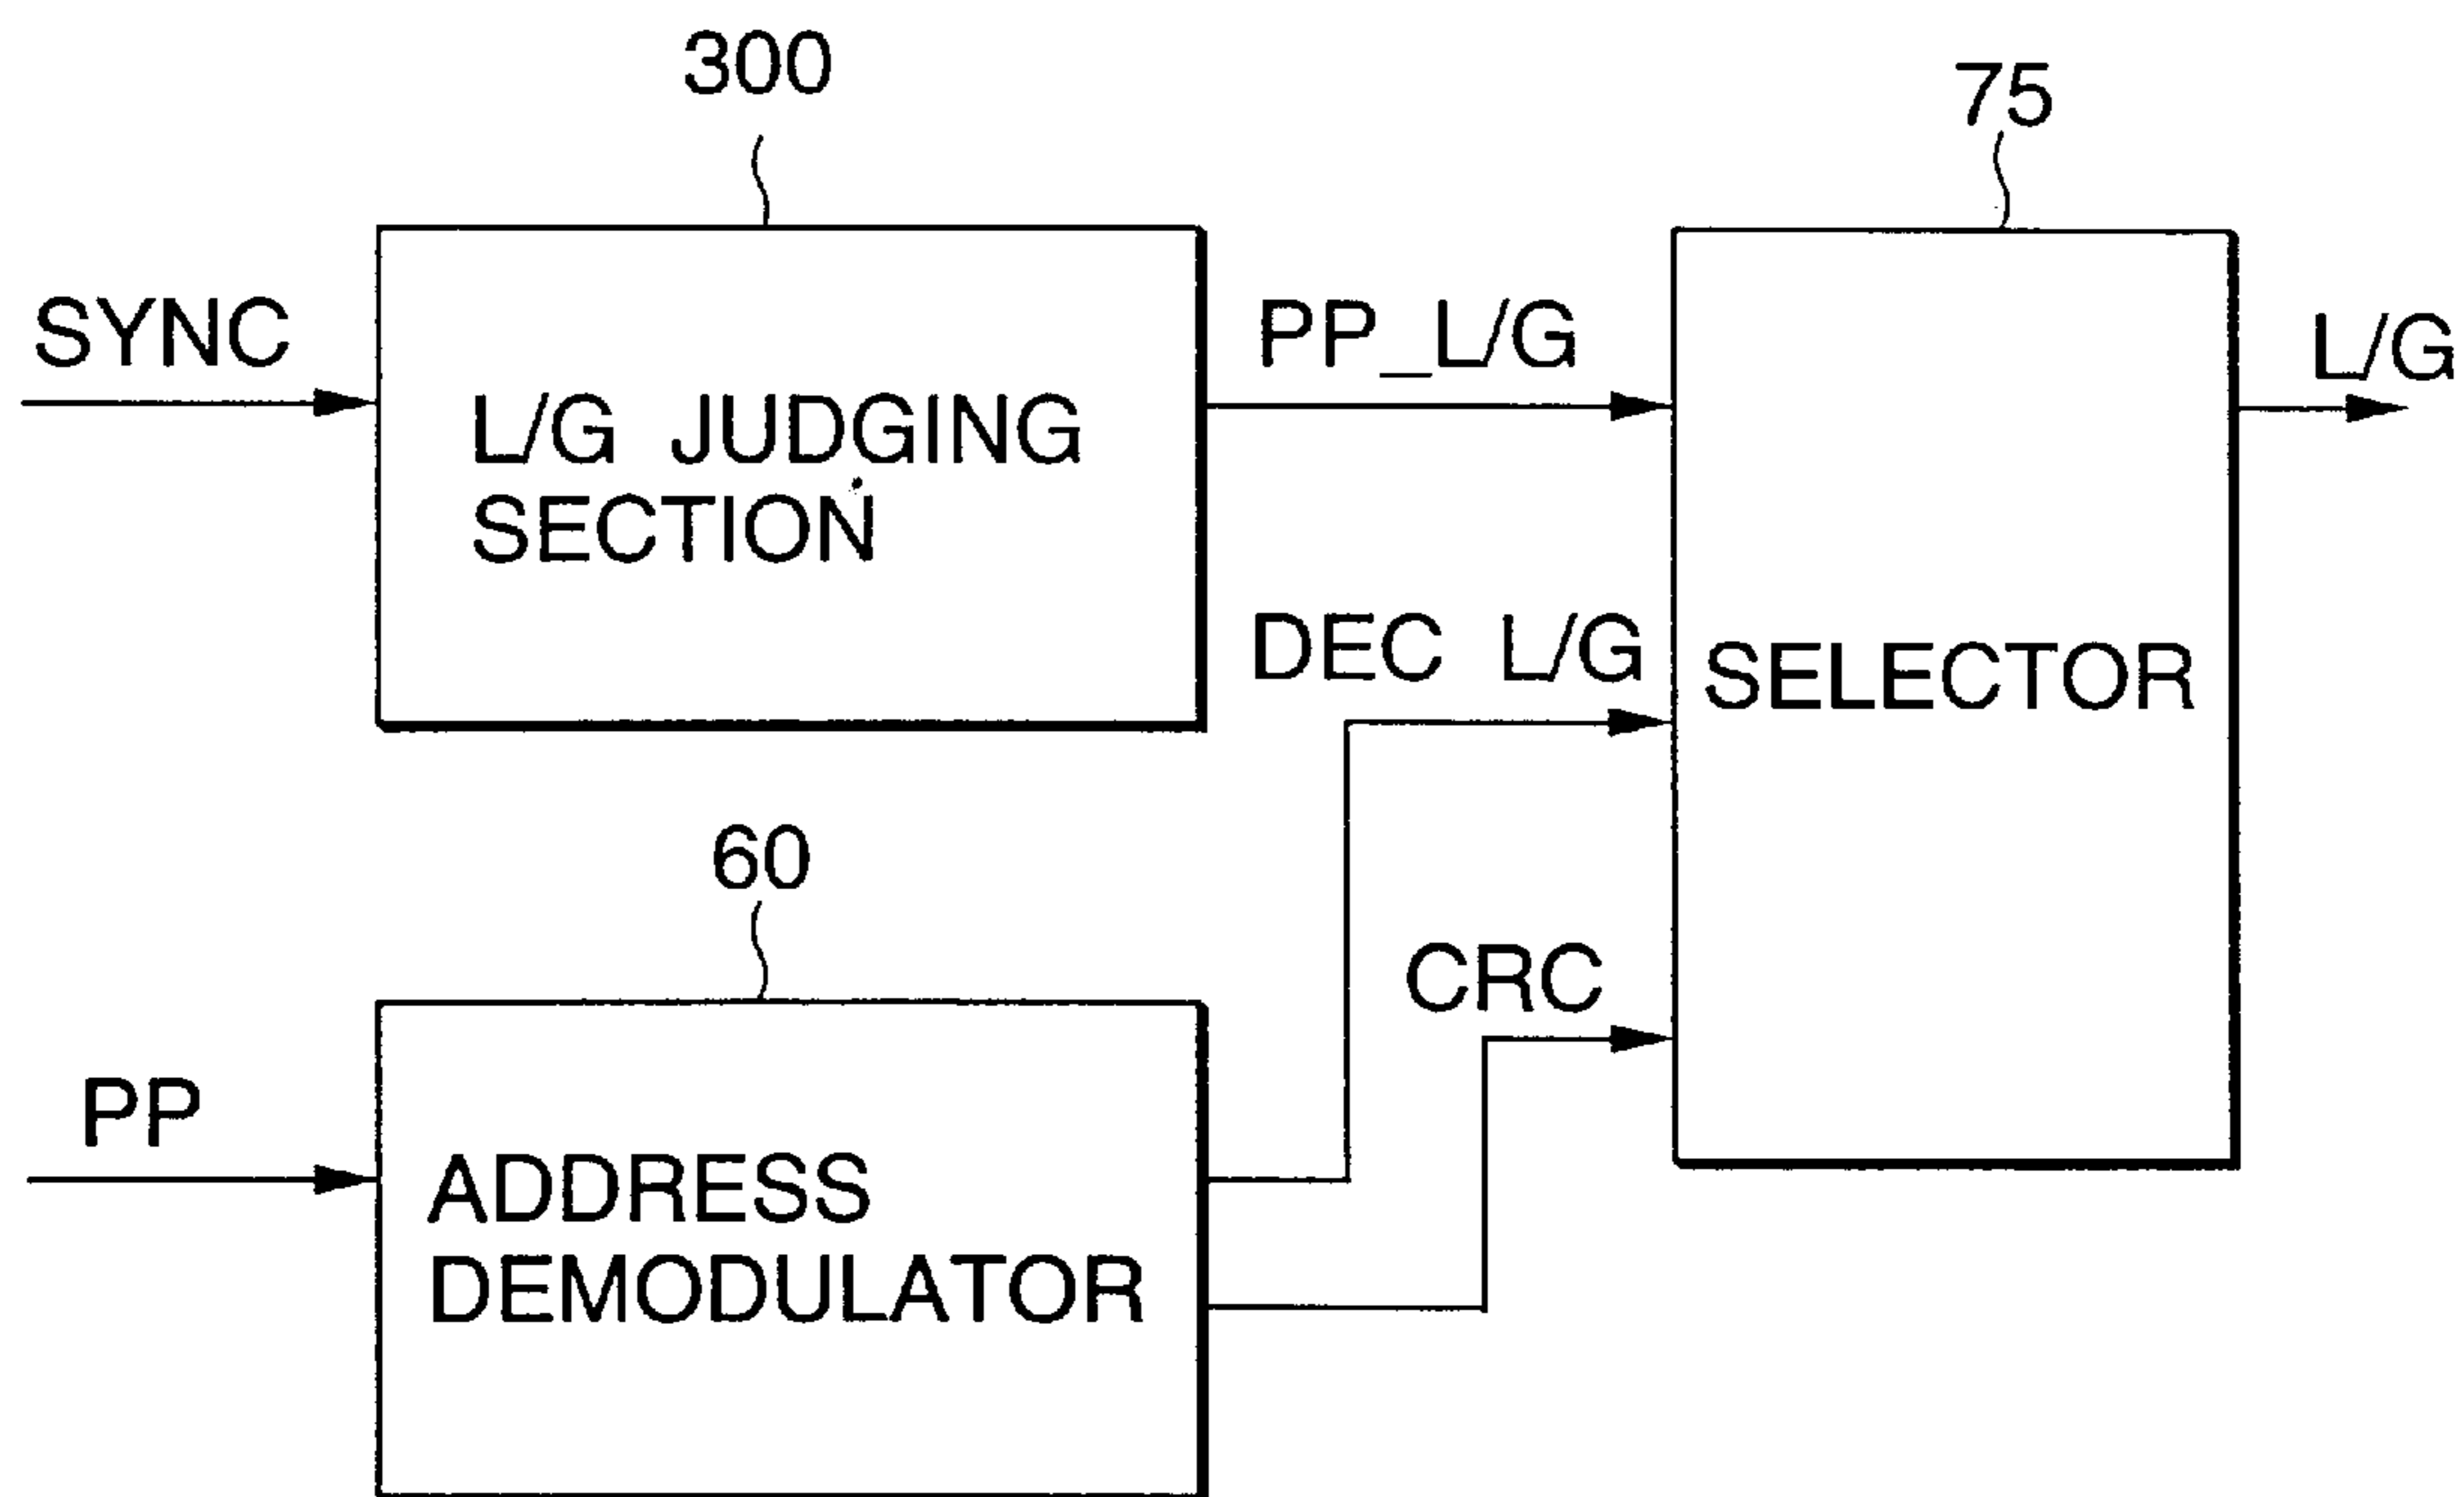 300
75
SYNC
L/G JUDGING
SECTION
PP_L/G
L/G
DEC L/G
SELECTOR
60
CRC
PP
ADDRESS
DEMODULATOR